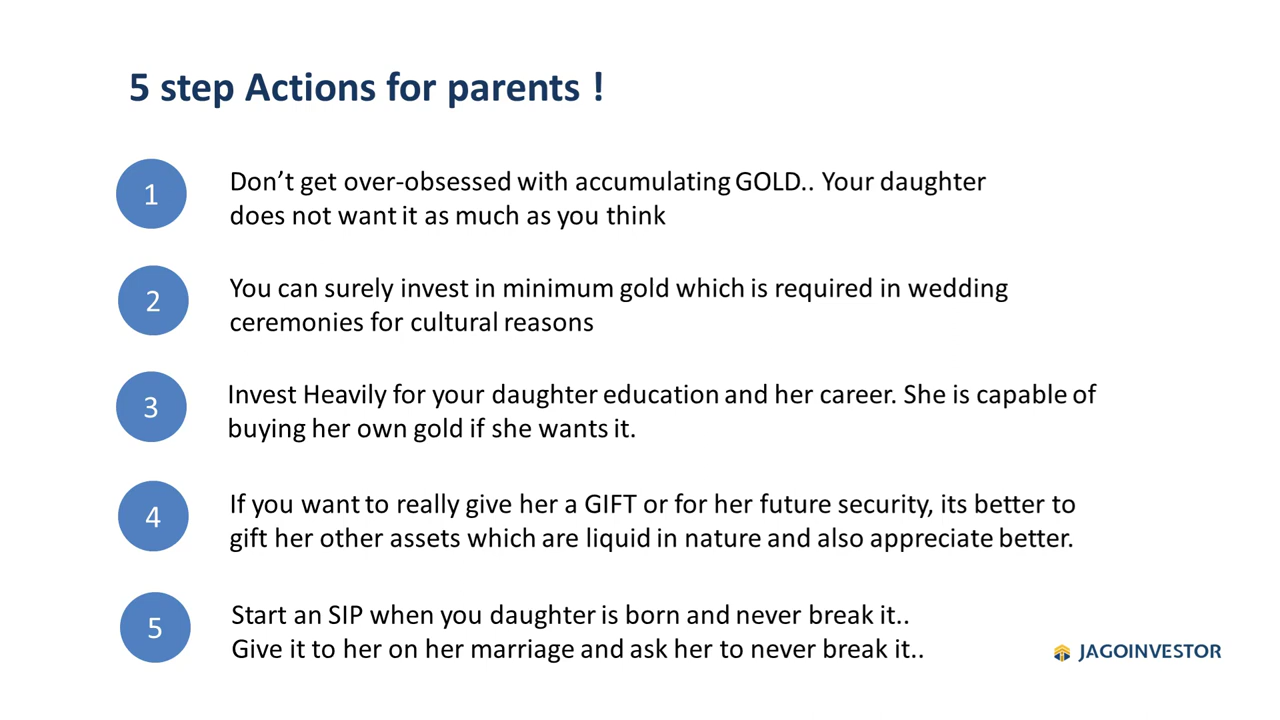 5 step Actions for parents !
1
Don't get over-obsessed with accumulating GOLD.. Your daughter
does not want it as much as you think
2
You can surely invest in minimum gold which is required in wedding
ceremonies for cultural reasons
3
Invest Heavily for your daughter education and her career. She is capable of
buying her own gold if she wants it.
4
If you want to really give her a GIFT or for her future security, its better to
gift her other assets which are liquid in nature and also appreciate better.
5
Start an SIP when you daughter is born and never break it..
Give it to her on her marriage and ask her to never break it..
JAGOINVESTOR